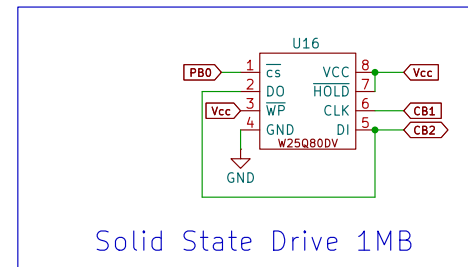 U16
PB0 1 cs VCC 8 Vcc
2 DO HOLD 7
Vcc 3 WP CLK 6 CB1
4 GND DI 5 CB2
W25Q80DV
GND
Solid State Drive 1MB